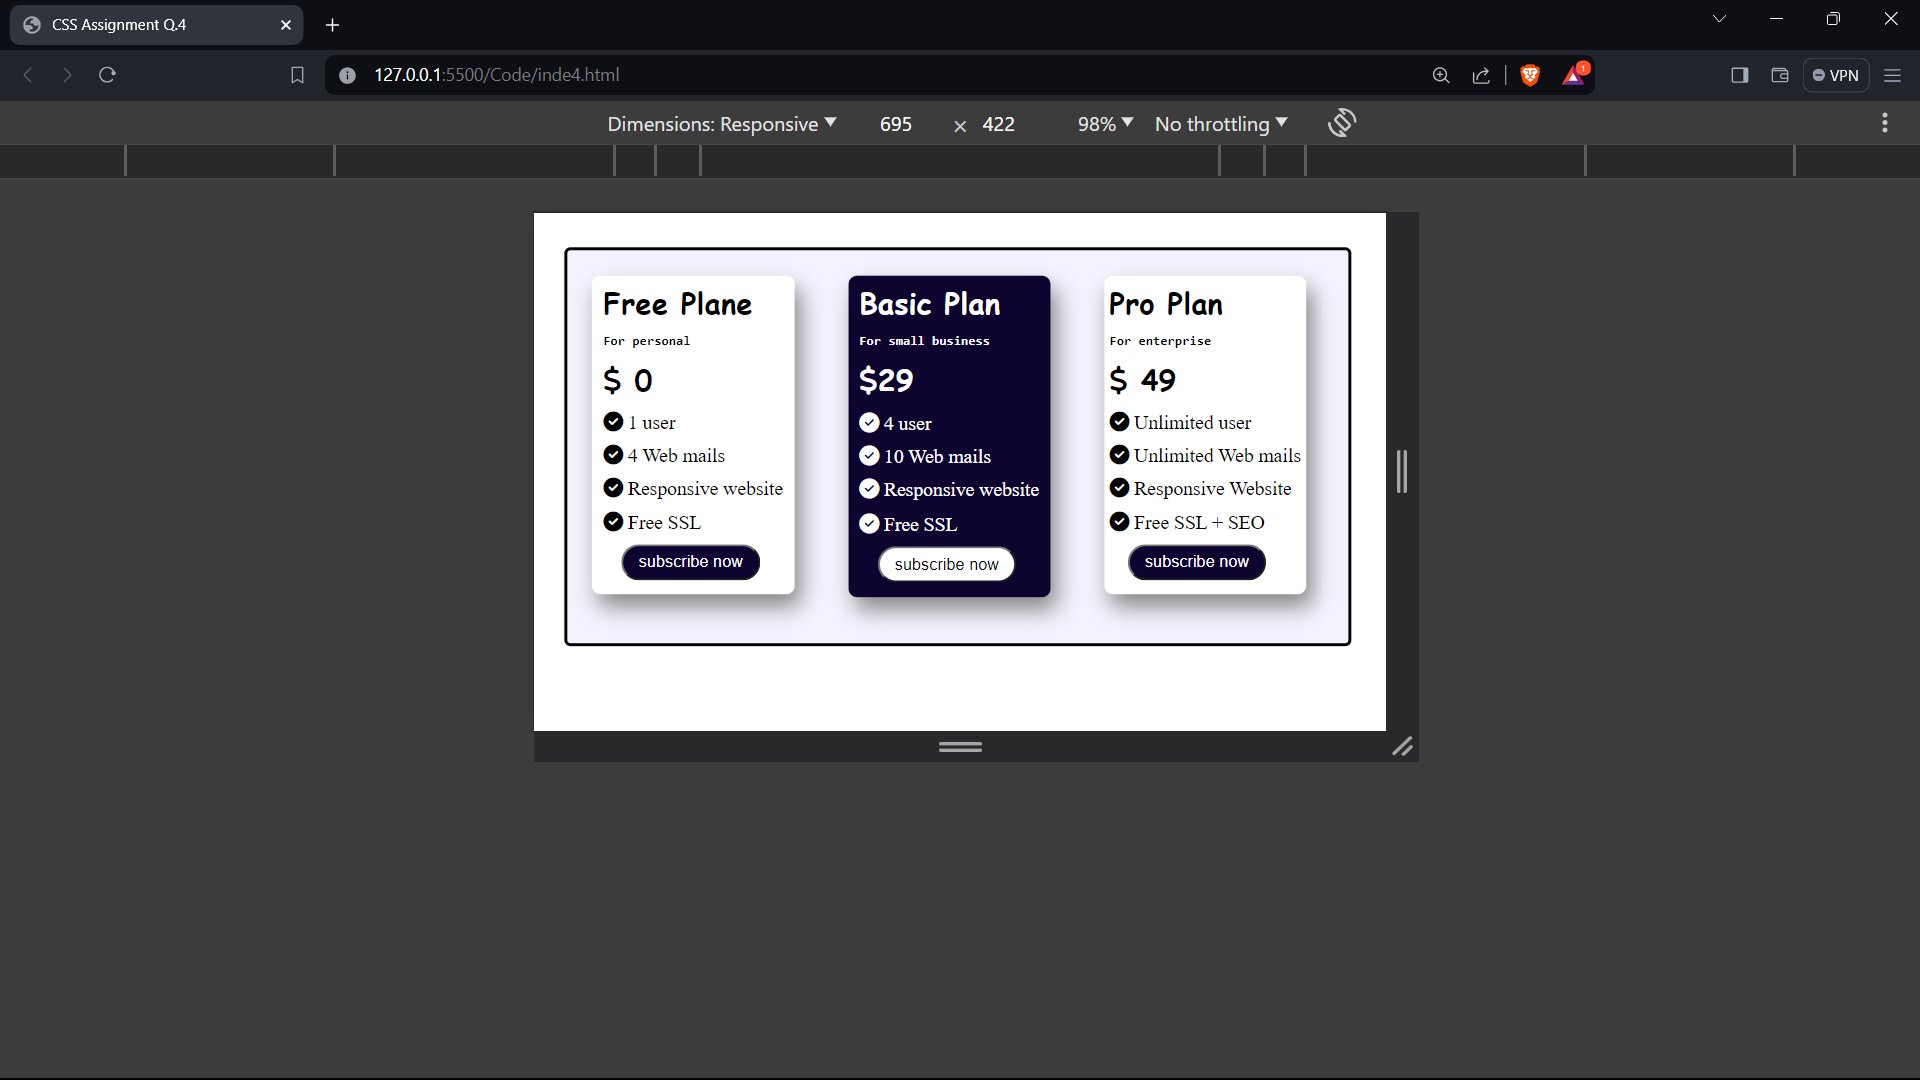 CSS Assignment Q.4
127.0.0.1:5500/Code/inde4.html
1
VPN
Dimensions: Responsive 695 × 422 98% No throttling
Free Plane
For personal
$ 0
1 user
4 Web mails
Responsive website
Free SSL
subscribe now
Basic Plan
For small business
$29
4 user
10 Web mails
Responsive website
Free SSL
subscribe now
Pro Plan
For enterprise
$ 49
Unlimited user
Unlimited Web mails
Responsive Website
Free SSL + SEO
subscribe now